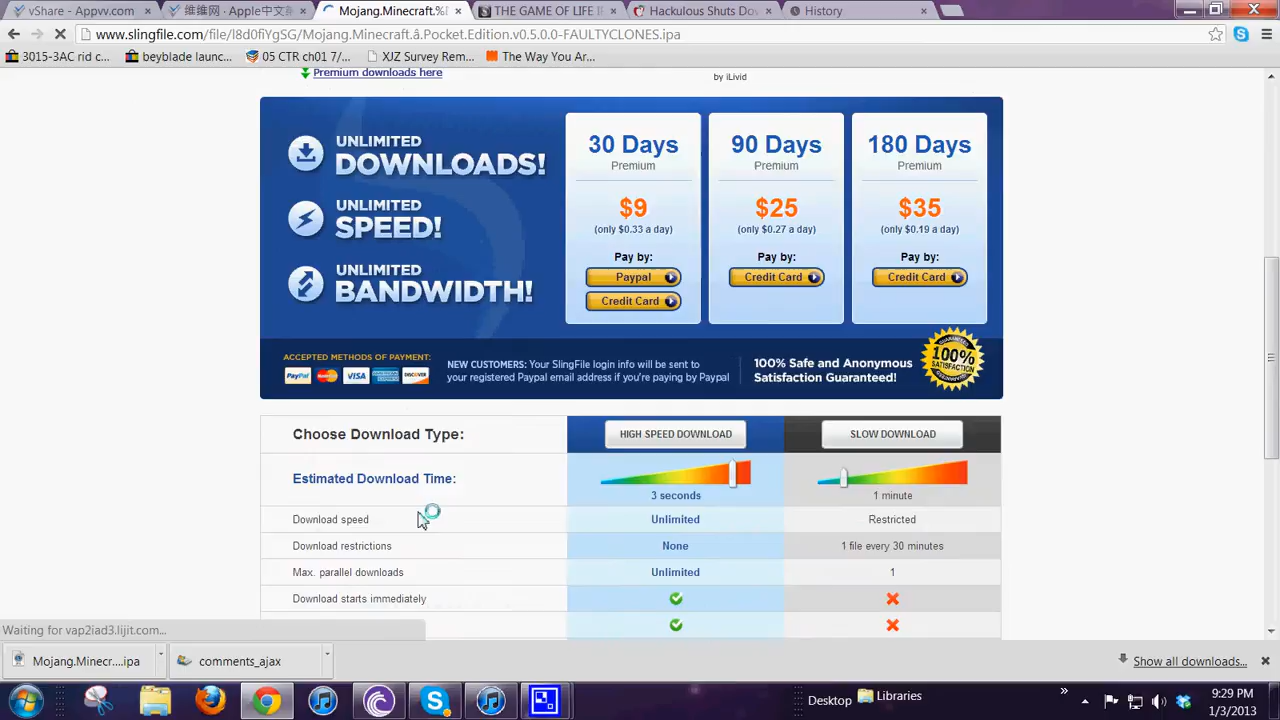 vShare - Appvv.com
維維网 . Apple中文綱
Mojang.Minecraft.%E
THE GAME OF LIFE I
Hackulous Shuts Do
History
www.slingfile.com/file/l8d0fiYgSG/Mojang.Minecraft.â.Pocket.Edition.v0.5.0.0-FAULTYCLONES.ipa
3015-3AC rid c...
beyblade launc...
05 CTR ch01 7/...
XJZ Survey Rem...
The Way You Ar...
Premium downloads here
by iLivid
UNLIMITED
DOWNLOADS!
UNLIMITED
SPEED!
UNLIMITED
BANDWIDTH!
30 Days
Premium
$9
(only $0.33 a day)
Pay by:
Paypal
Credit Card
90 Days
Premium
$25
(only $0.27 a day)
Pay by:
Credit Card
180 Days
Premium
$35
(only $0.19 a day)
Pay by:
Credit Card
ACCEPTED METHODS OF PAYMENT:
PayPal
VISA
DISCOVER
NEW CUSTOMERS: Your SlingFile login info will be sent to
your registered Paypal email address if you're paying by Paypal
100% Safe and Anonymous
Satisfaction Guaranteed!
100%
Choose Download Type:
HIGH SPEED DOWNLOAD
SLOW DOWNLOAD
Estimated Download Time:
3 seconds
1 minute
Download speed
Unlimited
Restricted
Download restrictions
None
1 file every 30 minutes
Max. parallel downloads
Unlimited
1
Download starts immediately
Waiting for vap2iad3.lijit.com...
Mojang.Minecr....ipa
comments_ajax
Show all downloads...
Desktop
Libraries
9:29 PM
1/3/2013